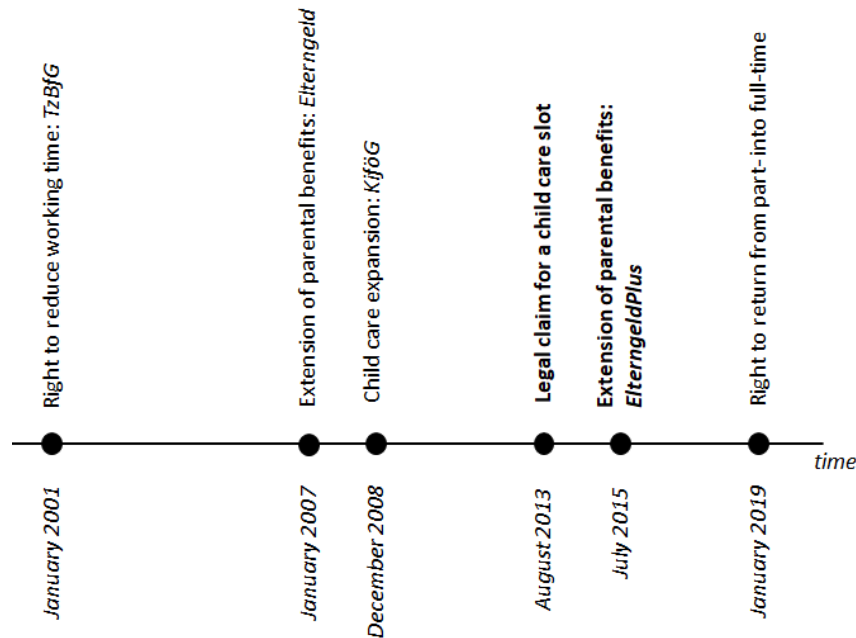 Right to reduce working time: TzBfG
Extension of parental benefits: Elterngeld
Child care expansion: KiföG
Legal claim for a child care slot
Extension of parental benefits:
ElterngeldPlus
Right to return from part-into full-time
time
January 2001
January 2007
December 2008
August 2013
July 2015
January 2019